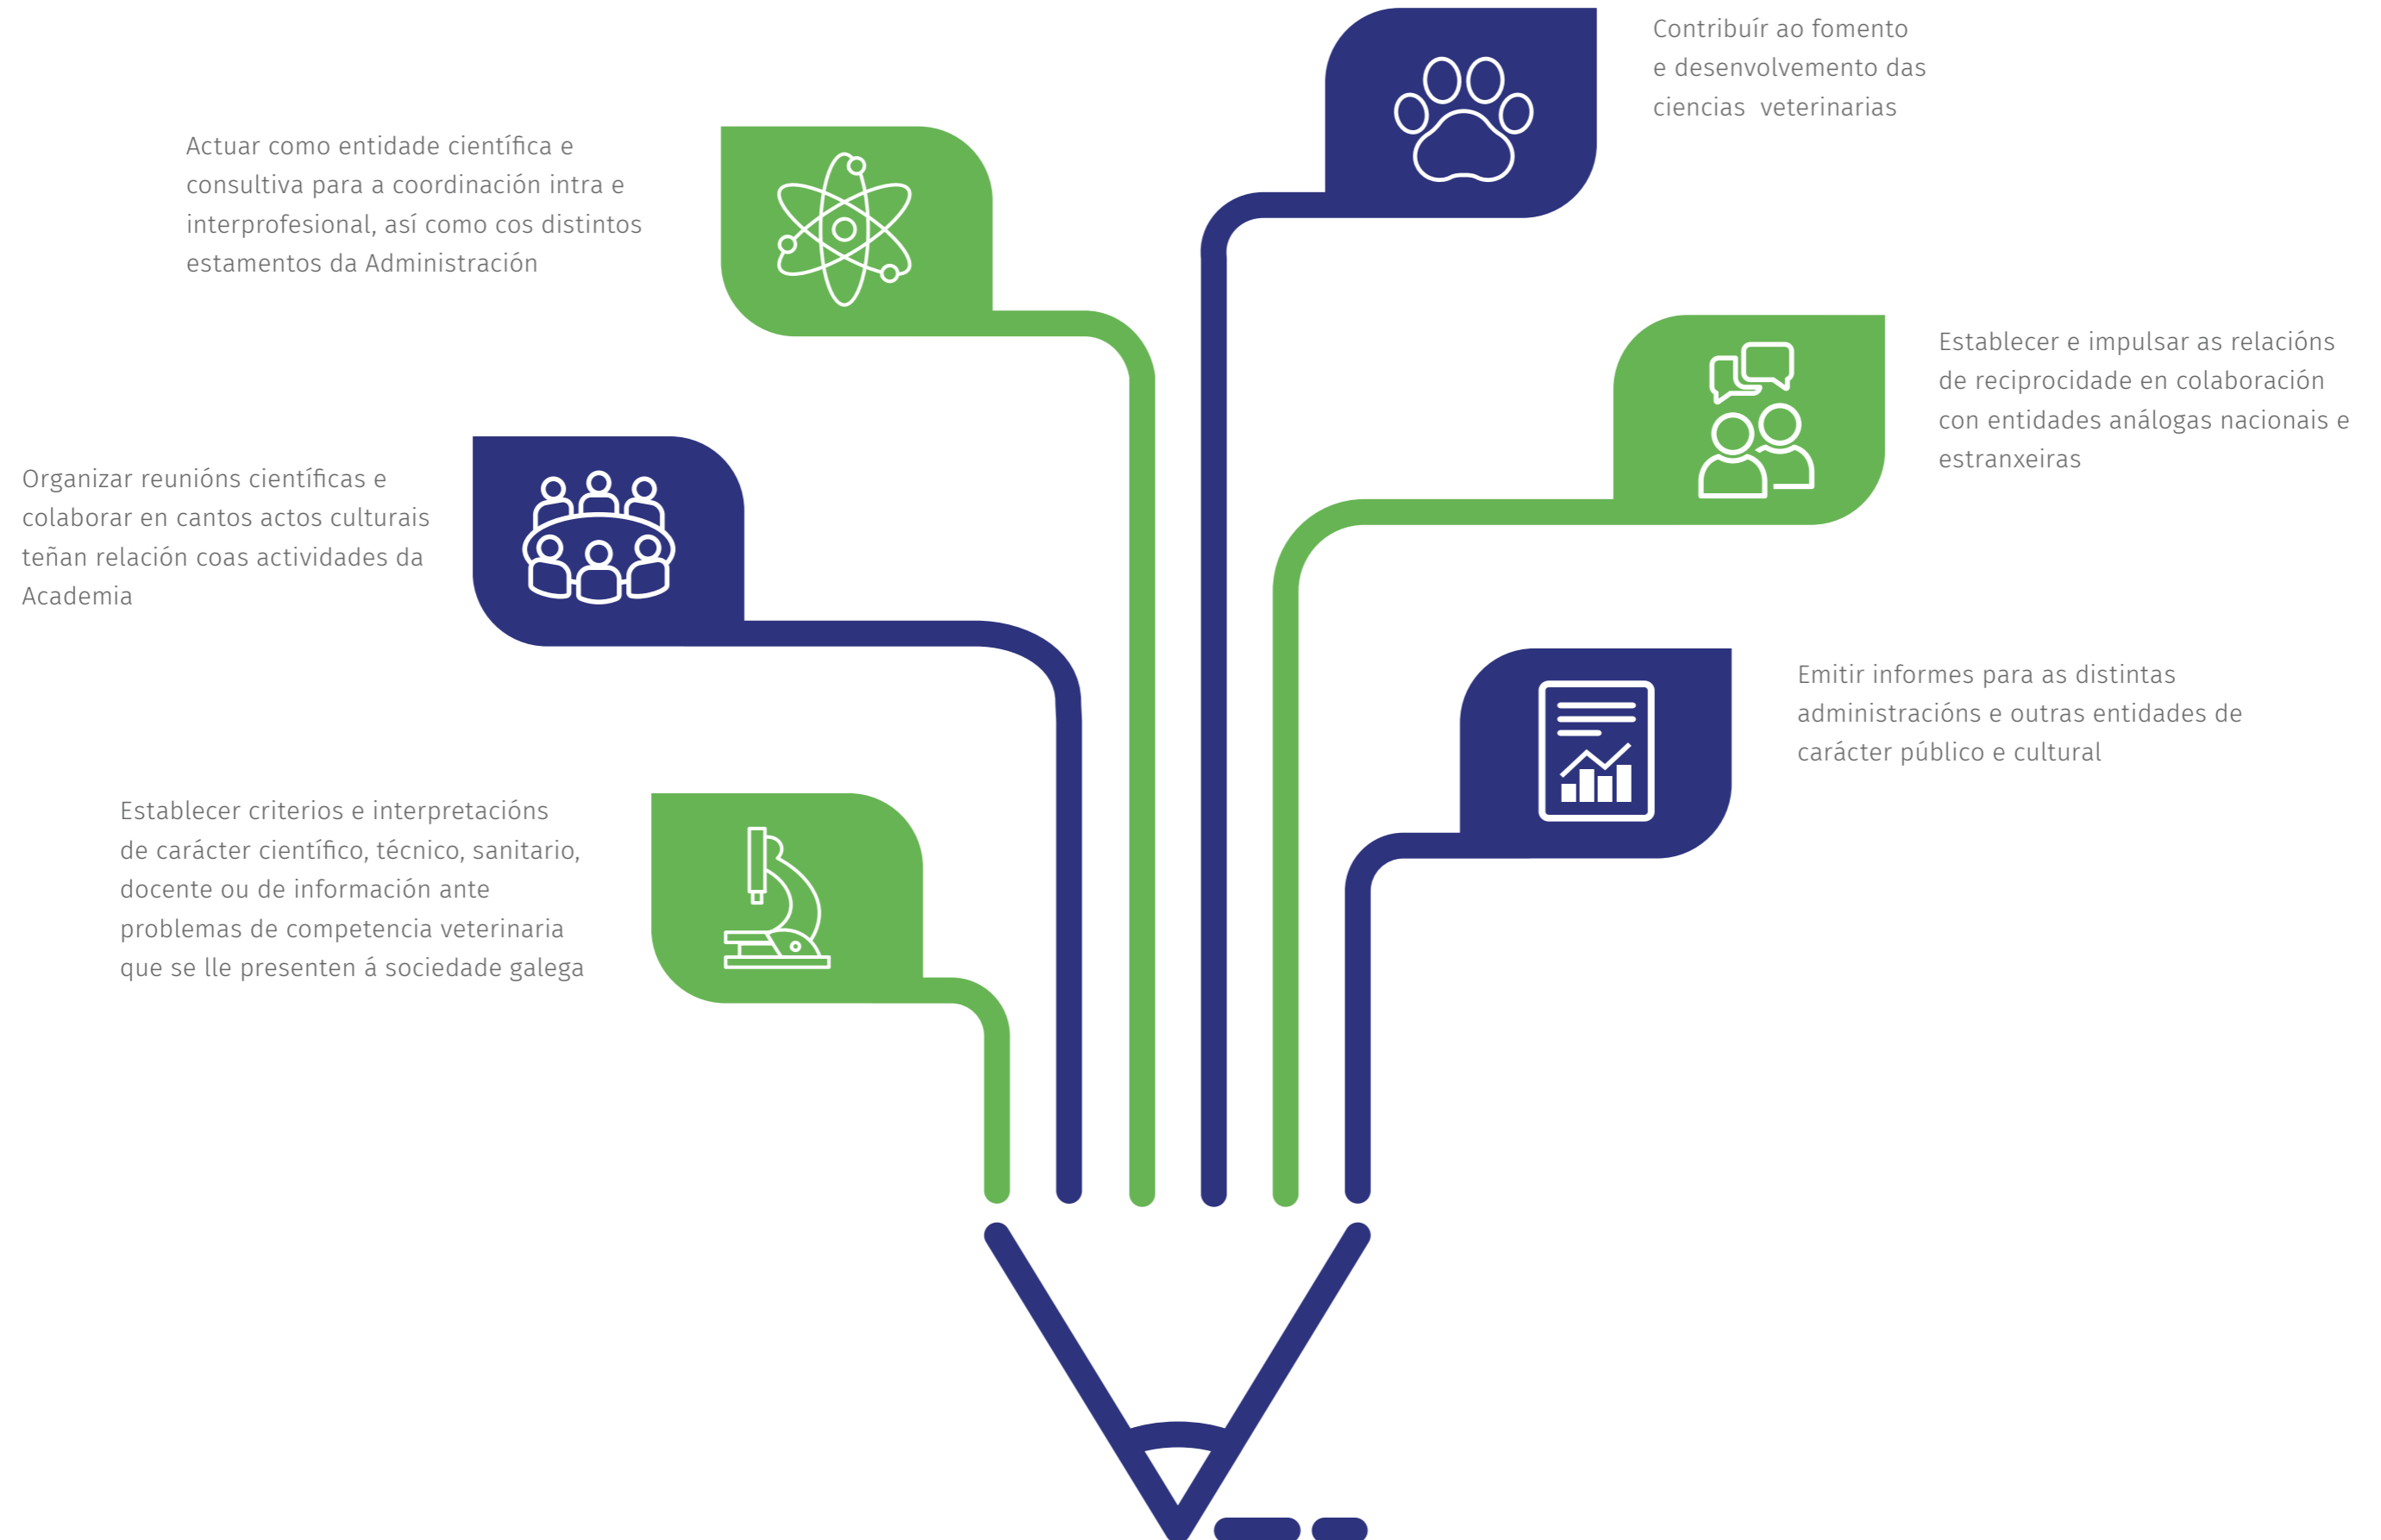 Contribuír ao fomento
e desenvolvemento das
ciencias veterinarias
Actuar como entidade científica e
consultiva para a coordinación intra e
interprofesional, así como cos distintos
estamentos da Administración
Establecer e impulsar as relacións
de reciprocidade en colaboración
con entidades análogas nacionais e
estranxeiras
Organizar reunións científicas e
colaborar en cantos actos culturais
teñan relación coas actividades da
Academia
Emitir informes para as distintas
administracións e outras entidades de
carácter público e cultural
Establecer criterios e interpretacións
de carácter científico, técnico, sanitario,
docente ou de información ante
problemas de competencia veterinaria
que se lle presenten á sociedade galega